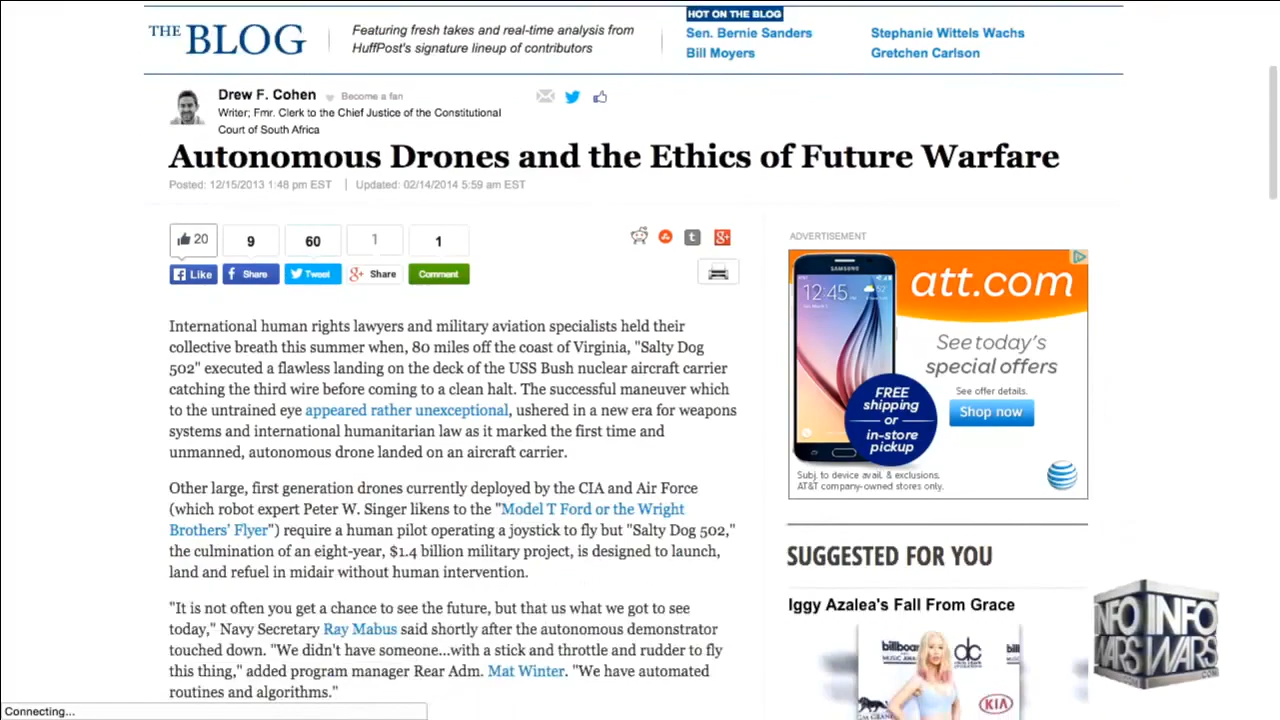 THE BLOG
Featuring fresh takes and real-time analysis from
HuffPost's signature lineup of contributors
HOT ON THE BLOG
Sen. Bernie Sanders
Stephanie Wittels Wachs
Bill Moyers
Gretchen Carlson
Drew F. Cohen
Become a fan
Writer; Fmr. Clerk to the Chief Justice of the Constitutional
Court of South Africa
Autonomous Drones and the Ethics of Future Warfare
Posted: 12/15/2013 1:48 pm EST | Updated: 02/14/2014 5:59 am EST
20
9
60
1
1
Like
Share
Tweet
Share
Comment
International human rights lawyers and military aviation specialists held their
collective breath this summer when, 80 miles off the coast of Virginia, "Salty Dog
502" executed a flawless landing on the deck of the USS Bush nuclear aircraft carrier
catching the third wire before coming to a clean halt. The successful maneuver which
to the untrained eye appeared rather unexceptional, ushered in a new era for weapons
systems and international humanitarian law as it marked the first time and
unmanned, autonomous drone landed on an aircraft carrier.
Other large, first generation drones currently deployed by the CIA and Air Force
(which robot expert Peter W. Singer likens to the "Model T Ford or the Wright
Brothers' Flyer") require a human pilot operating a joystick to fly but "Salty Dog 502,"
the culmination of an eight-year, $1.4 billion military project, is designed to launch,
land and refuel in midair without human intervention.
"It is not often you get a chance to see the future, but that us what we got to see
today," Navy Secretary Ray Mabus said shortly after the autonomous demonstrator
touched down. "We didn't have someone...with a stick and throttle and rudder to fly
this thing," added program manager Rear Adm. Mat Winter. "We have automated
routines and algorithms."
Connecting...
ADVERTISEMENT
SAMSUNG
12:45
att.com
See today's
special offers
See offer details.
Shop now
FREE
shipping
or
in-store
pickup
Subj. to device avail. & exclusions.
AT&T company-owned stores only.
AT&T
SUGGESTED FOR YOU
Iggy Azalea's Fall From Grace
billboard
MUSIC AWARDS
dc
KIA
INFO
WARS
INFO
WARS
.COM